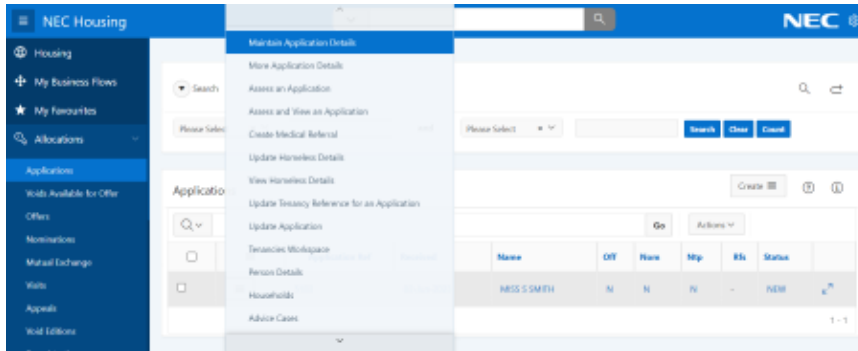 NEC Housing
NEC
Housing
My Business Flows
My Favourites
Allocations
Applications
Voids Available for Offer
Offers
Nominations
Mutual Exchange
Visits
Appeals
Void Editions
Maintain Application Details
More Application Details
Assess an Application
Assess and View an Application
Create Medical Referral
Update Homeless Details
View Homeless Details
Update Tenancy Reference for an Application
Update Application
Tenancies Workspace
Person Details
Households
Advice Cases
Search
Please Select
Please Select
Search Clear Count
Applicatio
Create
Go Actions
Name Off Nom Ntp Rfs Status
MISS S SMITH N N N - NEW
1 - 1